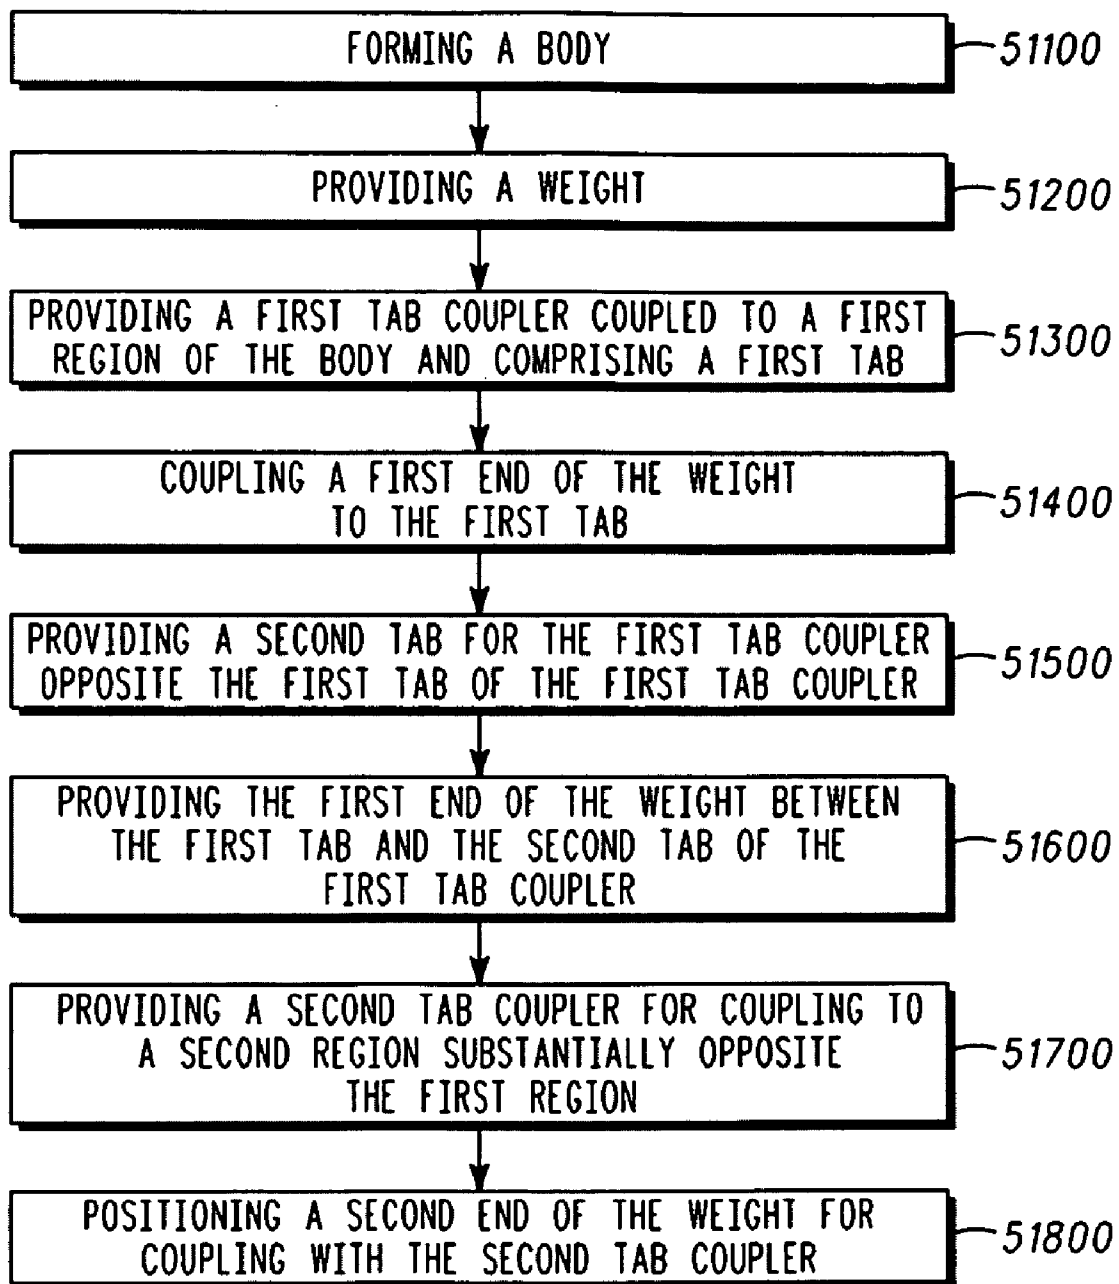 FORMING A BODY
51100
PROVIDING A WEIGHT
51200
PROVIDING A FIRST TAB COUPLER COUPLED TO A FIRST
REGION OF THE BODY AND COMPRISING A FIRST TAB
51300
COUPLING A FIRST END OF THE WEIGHT
TO THE FIRST TAB
51400
PROVIDING A SECOND TAB FOR THE FIRST TAB COUPLER
OPPOSITE THE FIRST TAB OF THE FIRST TAB COUPLER
51500
PROVIDING THE FIRST END OF THE WEIGHT BETWEEN
THE FIRST TAB AND THE SECOND TAB OF THE
FIRST TAB COUPLER
51600
PROVIDING A SECOND TAB COUPLER FOR COUPLING TO
A SECOND REGION SUBSTANTIALLY OPPOSITE
THE FIRST REGION
51700
POSITIONING A SECOND END OF THE WEIGHT FOR
COUPLING WITH THE SECOND TAB COUPLER
51800